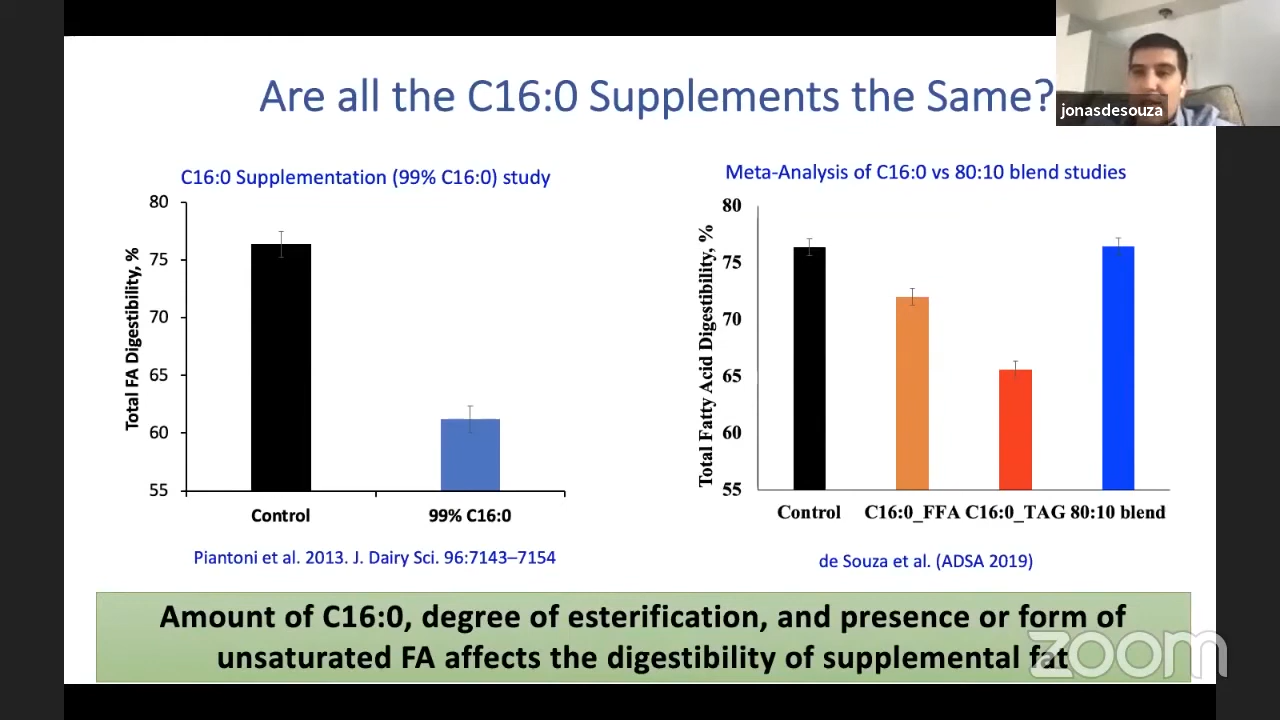 Are all the C16:0 Supplements the Same?
jonasdesouza
C16:0 Supplementation (99% C16:0) study
80
75
70
65
60
55
Total FA Digestibility, %
Control
99% C16:0
Piantoni et al. 2013. J. Dairy Sci. 96:7143–7154
Meta-Analysis of C16:0 vs 80:10 blend studies
80
75
70
65
60
55
Total Fatty Acid Digestibility, %
Control
C16:0_FFA
C16:0_TAG
80:10 blend
de Souza et al. (ADSA 2019)
Amount of C16:0, degree of esterification, and presence or form of
unsaturated FA affects the digestibility of supplemental fat
zoom